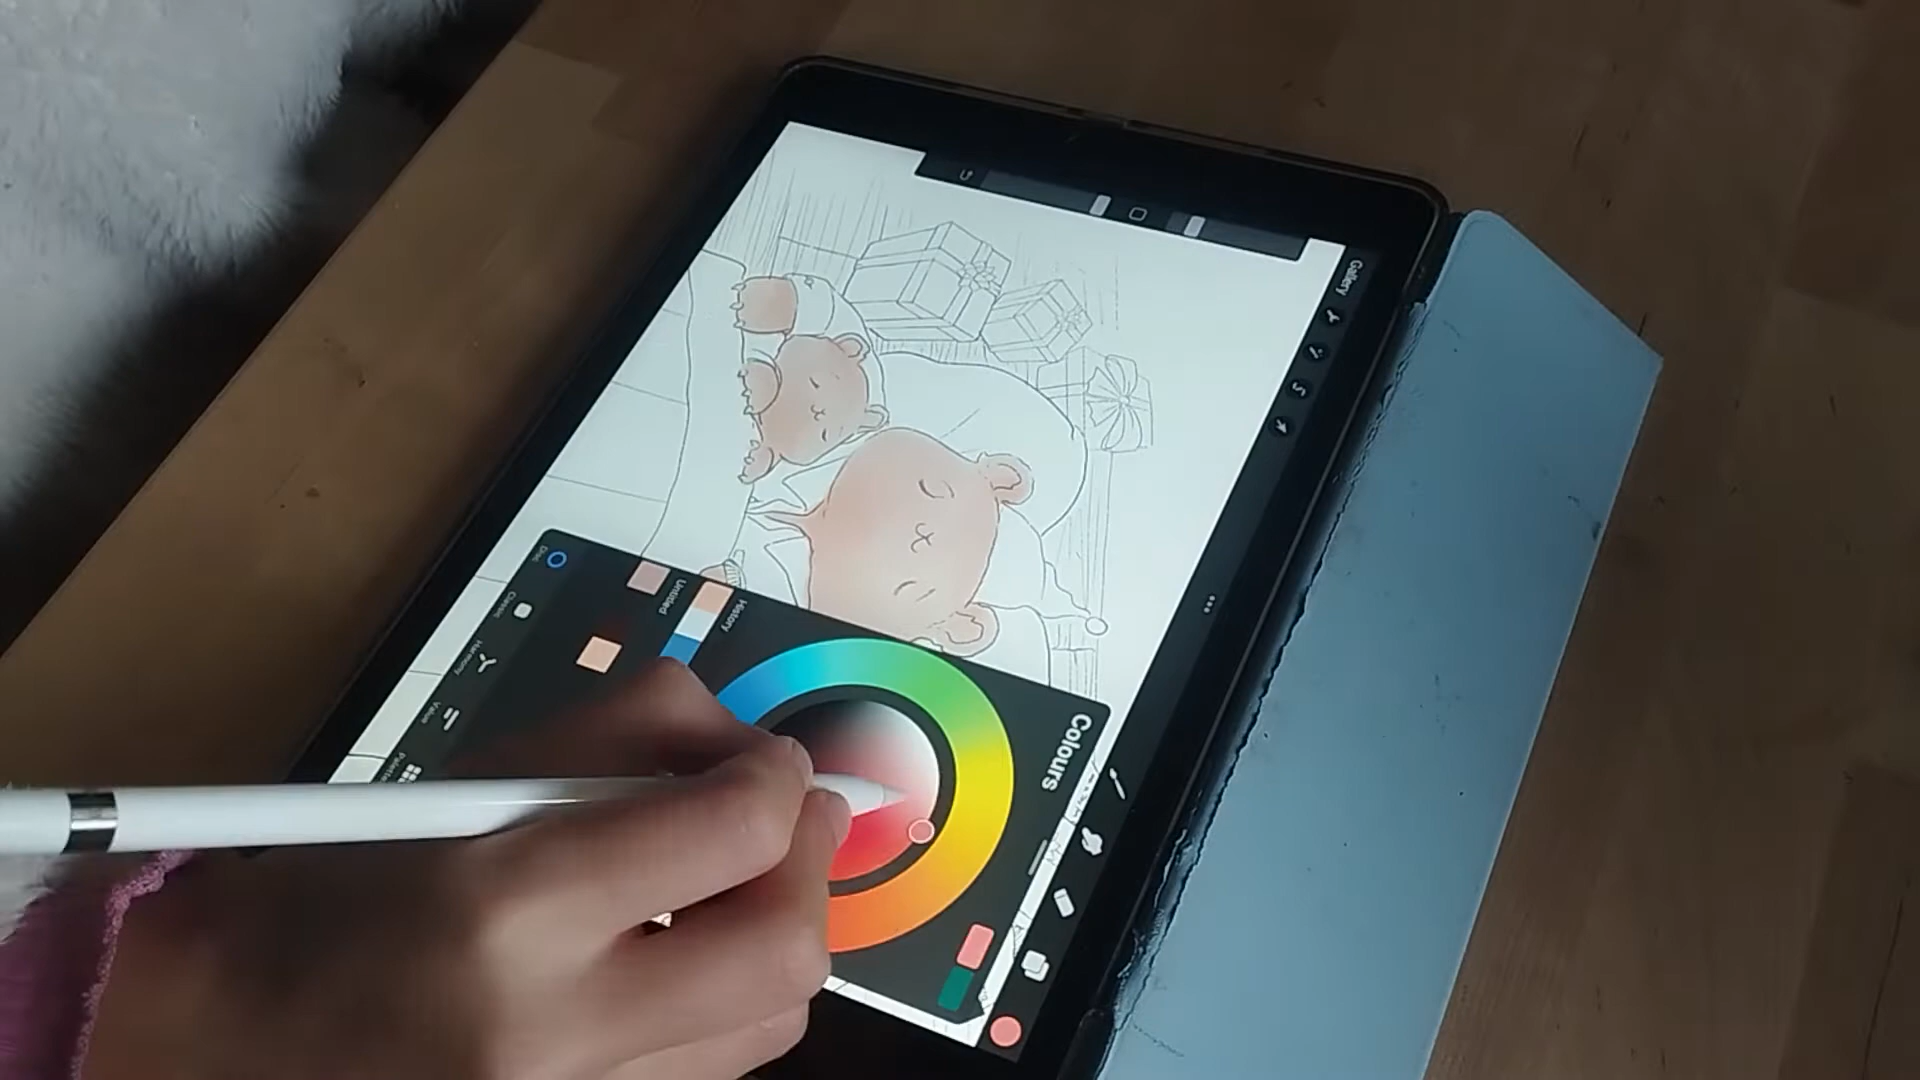 Gallery
Colours
History
Untitled
Disc
Classic
Harmony
Value